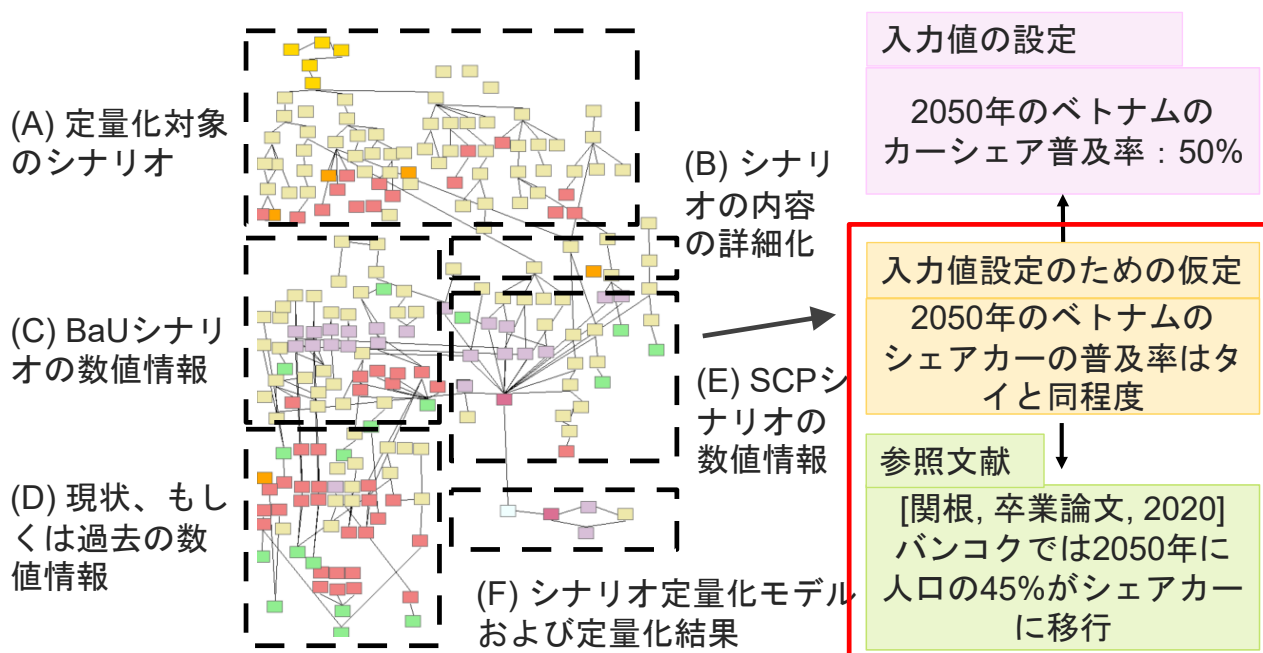 (A) 定量化対象
のシナリオ
(B) シナリ
オの内容
の詳細化
(C) BaUシナリ
オの数値情報
(D) 現状、もし
くは過去の数
値情報
(E) SCPシ
ナリオの
数値情報
(F) シナリオ定量化モデル
および定量化結果
入力値の設定
2050年のベトナムの
カーシェア普及率：50%
入力値設定のための仮定
2050年のベトナムの
シェアカーの普及率はタ
イと同程度
参照文献
[関根, 卒業論文, 2020]
バンコクでは2050年に
人口の45%がシェアカー
に移行